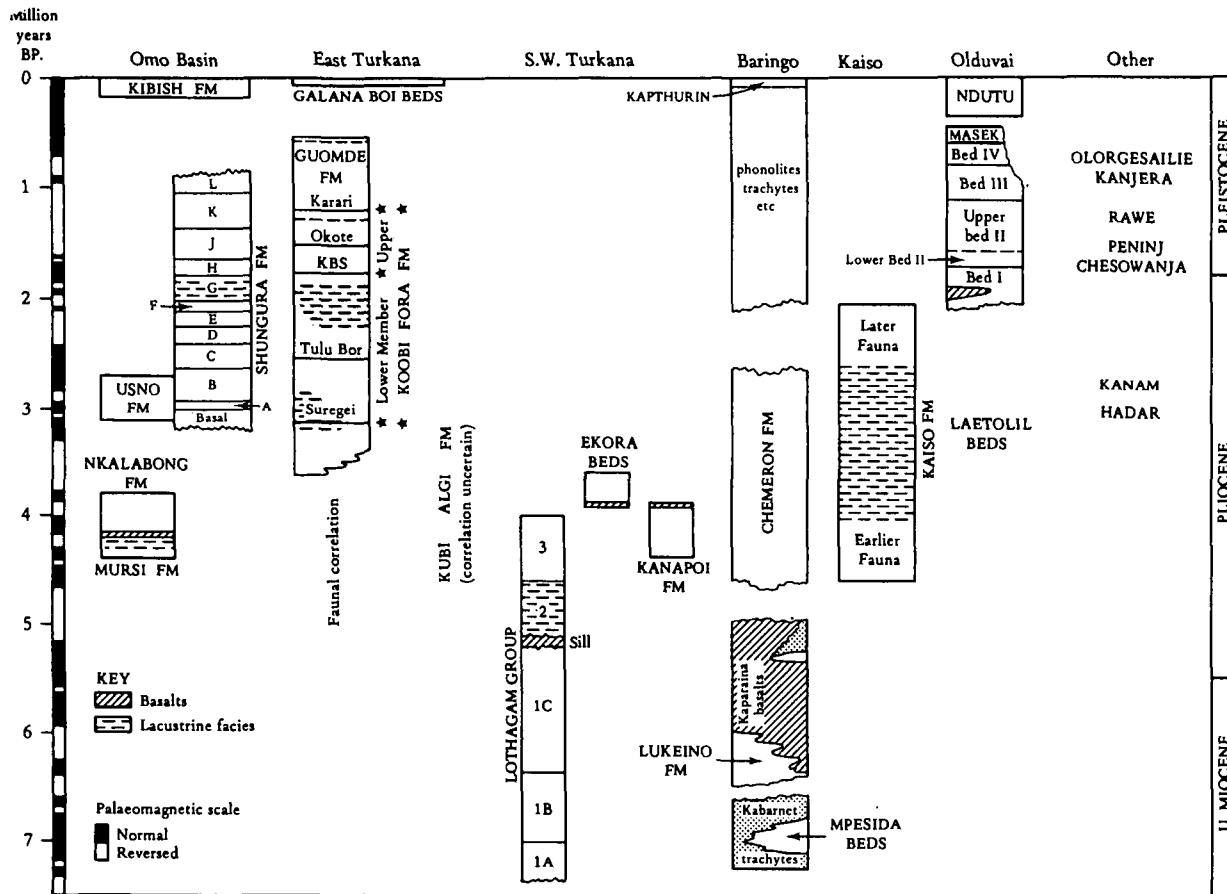 Million
years
BP.
Omo Basin
East Turkana
S.W. Turkana
Baringo
Kaiso
Olduvai
Other
0
1
2
3
4
5
6
7
KIBISH FM
L
K
J
H
G
F
E
D
C
B
A
Basal
SHUNGURA FM
USNO
FM
NKALABONG
FM
MURSI FM
GALANA BOI BEDS
GUOMDE
FM
Karari
Okote
KBS
Tulu Bor
Suregei
★ Lower Member ★ Upper ★
★ KOOBI FORA FM ★
Faunal correlation
KUBI ALGI FM
(correlation uncertain)
EKORA
BEDS
KANAPOI
FM
3
2
Sill
1C
1B
1A
LOTHAGAM GROUP
KAPTHURIN
phonolites
trachytes
etc
CHEMERON FM
Kaparaina
basalts
LUKEINO
FM
Kabarnet
trachytes
MPESIDA
BEDS
Later
Fauna
Earlier
Fauna
KAISO FM
NDUTU
MASEK
Bed IV
Bed III
Upper
bed II
Lower Bed II
Bed I
LAETOLIL
BEDS
OLORGESAILIE
KANJERA
RAWE
PENINJ
CHESOWANJA
KANAM
HADAR
PLEISTOCENE
PLIOCENE
U. MIOCENE
KEY
Basalts
Lacustrine facies
Palaeomagnetic scale
Normal
Reversed